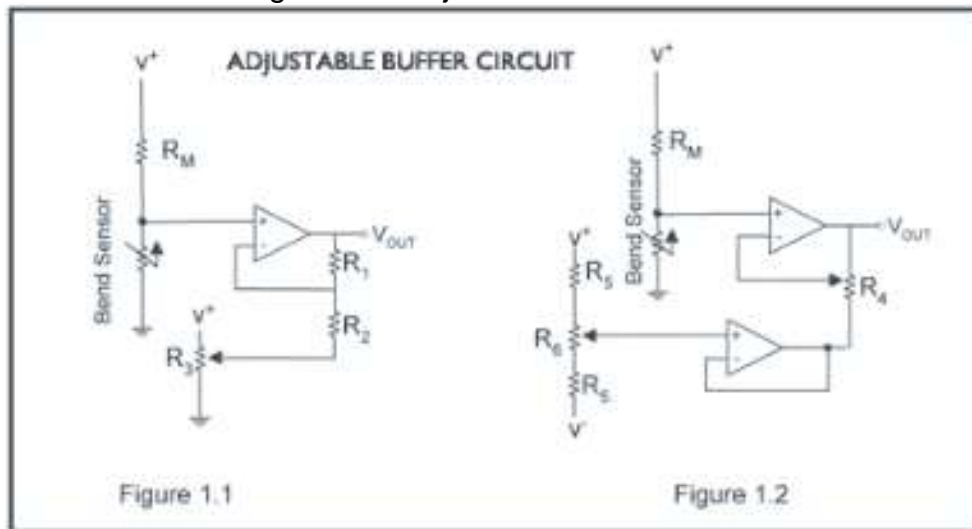 ADJUSTABLE BUFFER CIRCUIT
V+
RM
Bend Sensor
+
-
VOUT
R1
R2
V+
R3
Figure 1.1
V+
RM
Bend Sensor
+
-
VOUT
R4
V+
R5
R6
R5
V-
+
-
Figure 1.2